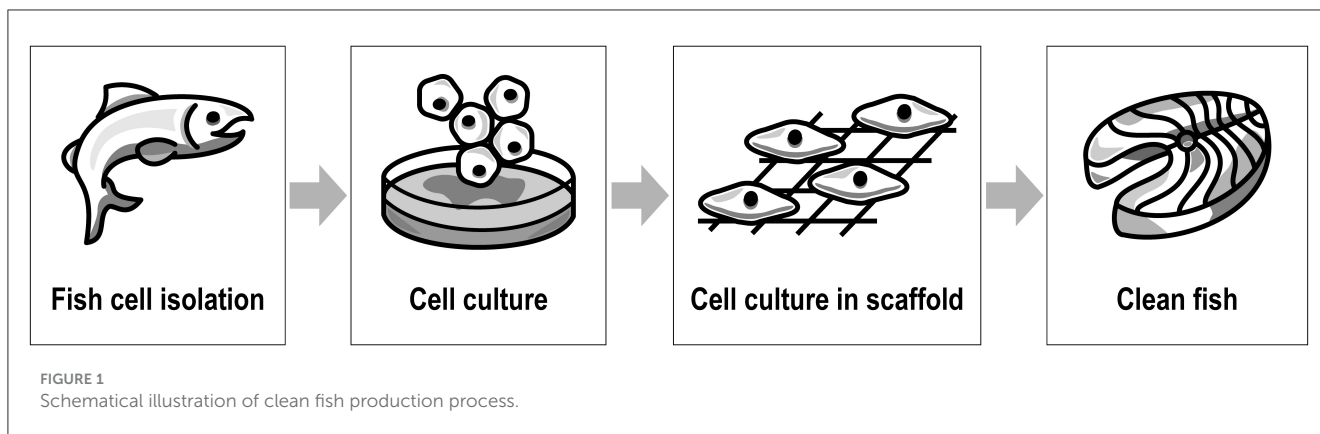 Fish cell isolation
Cell culture
Cell culture in scaffold
Clean fish
FIGURE 1
Schematical illustration of clean fish production process.